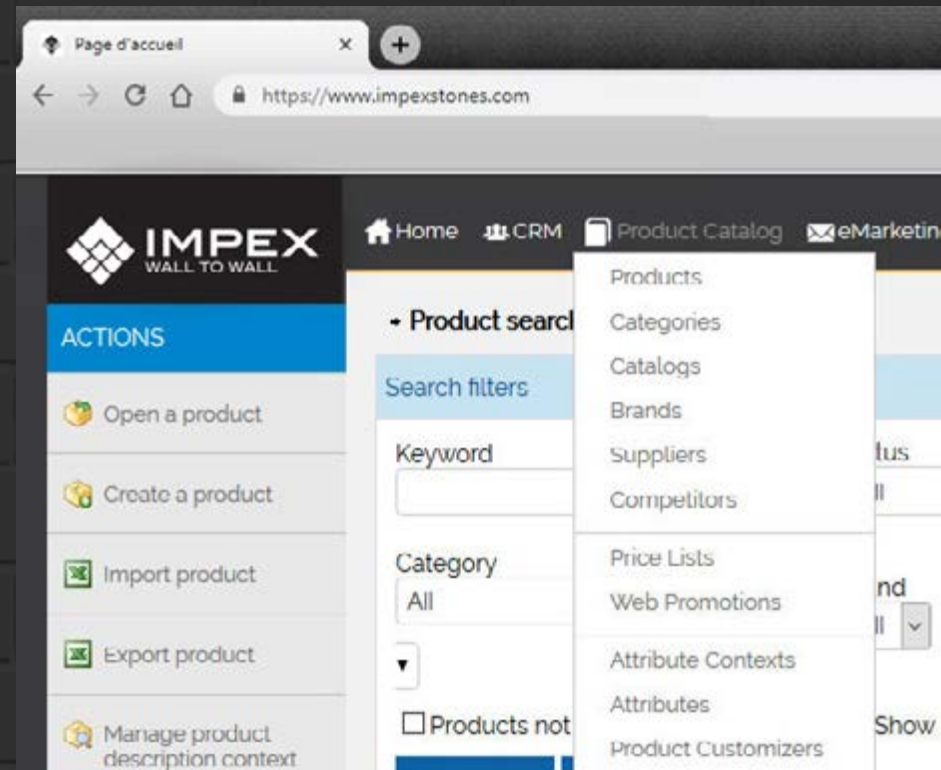 Page d'accueil
https://www.impexstones.com
IMPEX
WALL TO WALL
Home CRM Product Catalog eMarketin
Products
Categories
Catalogs
Brands
Suppliers
Competitors
Price Lists
Web Promotions
Attribute Contexts
Attributes
Product Customizers
ACTIONS
Open a product
Create a product
Import product
Export product
Manage product
description context
Product search
Search filters
Keyword
Category
All
Products not
Show